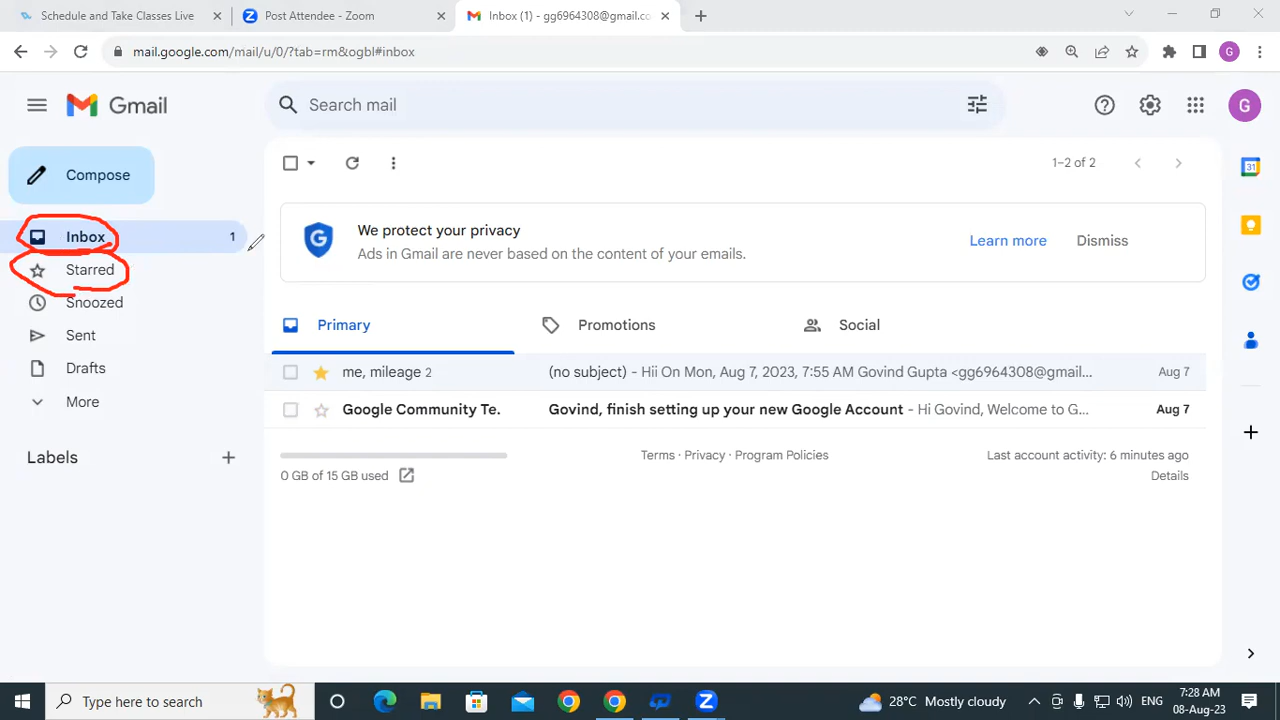 Schedule and Take Classes Live
Post Attendee - Zoom
Inbox (1) - gg6964308@gmail.co
mail.google.com/mail/u/0/?tab=rm&ogbl#inbox
G
Gmail
Search mail
G
Compose
1–2 of 2
31
Inbox 1
We protect your privacy
Ads in Gmail are never based on the content of your emails.
Learn more
Dismiss
Starred
Snoozed
Sent
Drafts
More
Labels
Primary
Promotions
Social
me, mileage 2 (no subject) - Hii On Mon, Aug 7, 2023, 7:55 AM Govind Gupta <gg6964308@gmail... Aug 7
Google Community Te. Govind, finish setting up your new Google Account - Hi Govind, Welcome to G... Aug 7
0 GB of 15 GB used
Terms · Privacy · Program Policies
Last account activity: 6 minutes ago
Details
Type here to search
28°C Mostly cloudy
ENG
7:28 AM
08-Aug-23